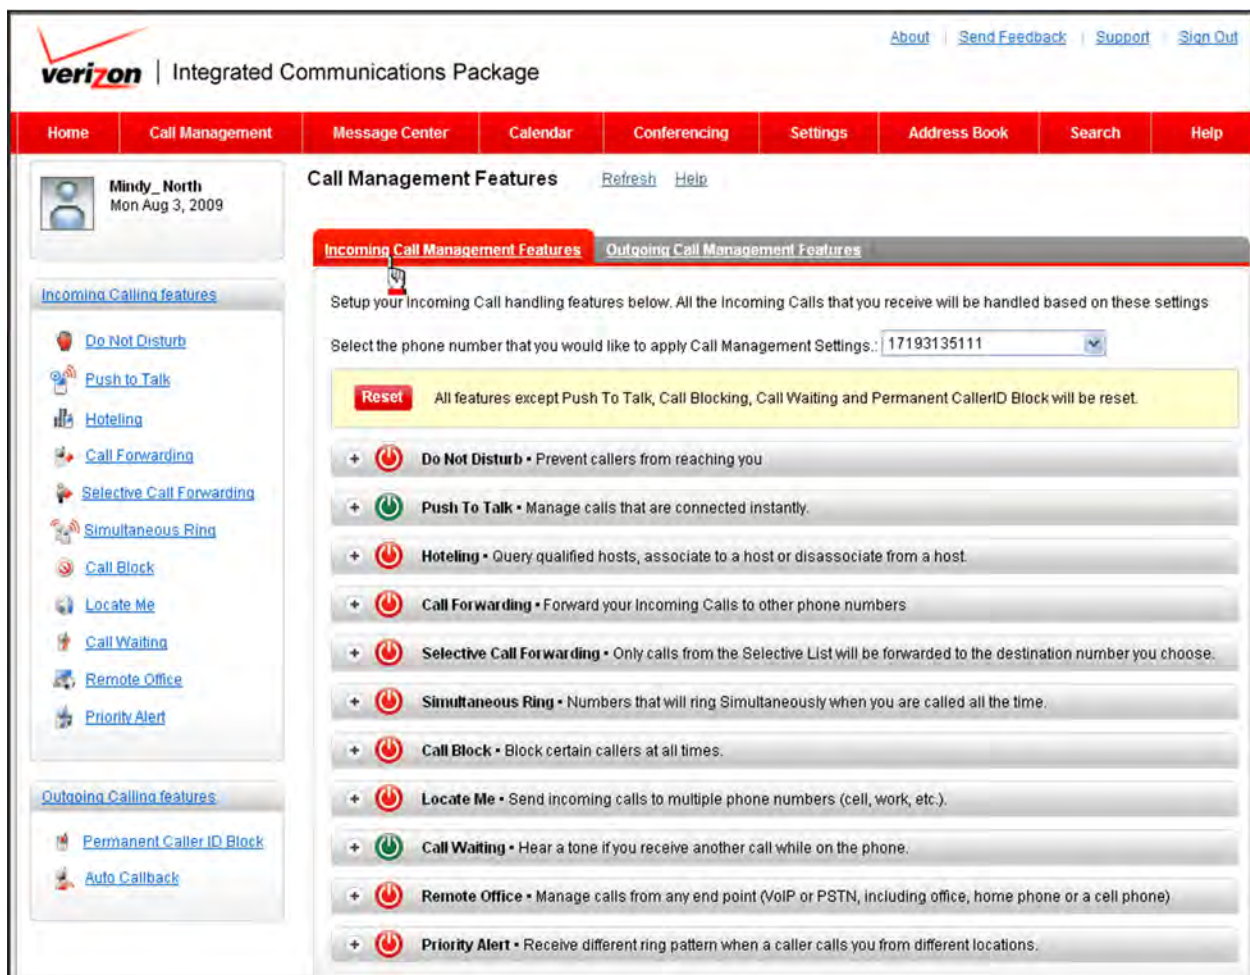 About | Send Feedback | Support | Sign Out
verizon | Integrated Communications Package
Home Call Management Message Center Calendar Conferencing Settings Address Book Search Help
Mindy_North
Mon Aug 3, 2009
Call Management Features Refresh Help
Incoming Call Management Features Outgoing Call Management Features
Incoming Calling features
Do Not Disturb
Push to Talk
Hoteling
Call Forwarding
Selective Call Forwarding
Simultaneous Ring
Call Block
Locate Me
Call Waiting
Remote Office
Priority Alert
Outgoing Calling features
Permanent Caller ID Block
Auto Callback
Setup your Incoming Call handling features below. All the Incoming Calls that you receive will be handled based on these settings
Select the phone number that you would like to apply Call Management Settings.: 17193135111
Reset All features except Push To Talk, Call Blocking, Call Waiting and Permanent CallerID Block will be reset.
+ Do Not Disturb • Prevent callers from reaching you
+ Push To Talk • Manage calls that are connected instantly.
+ Hoteling • Query qualified hosts, associate to a host or disassociate from a host.
+ Call Forwarding • Forward your Incoming Calls to other phone numbers
+ Selective Call Forwarding • Only calls from the Selective List will be forwarded to the destination number you choose.
+ Simultaneous Ring • Numbers that will ring Simultaneously when you are called all the time.
+ Call Block • Block certain callers at all times.
+ Locate Me • Send incoming calls to multiple phone numbers (cell, work, etc.).
+ Call Waiting • Hear a tone if you receive another call while on the phone.
+ Remote Office • Manage calls from any end point (VoIP or PSTN, including office, home phone or a cell phone)
+ Priority Alert • Receive different ring pattern when a caller calls you from different locations.